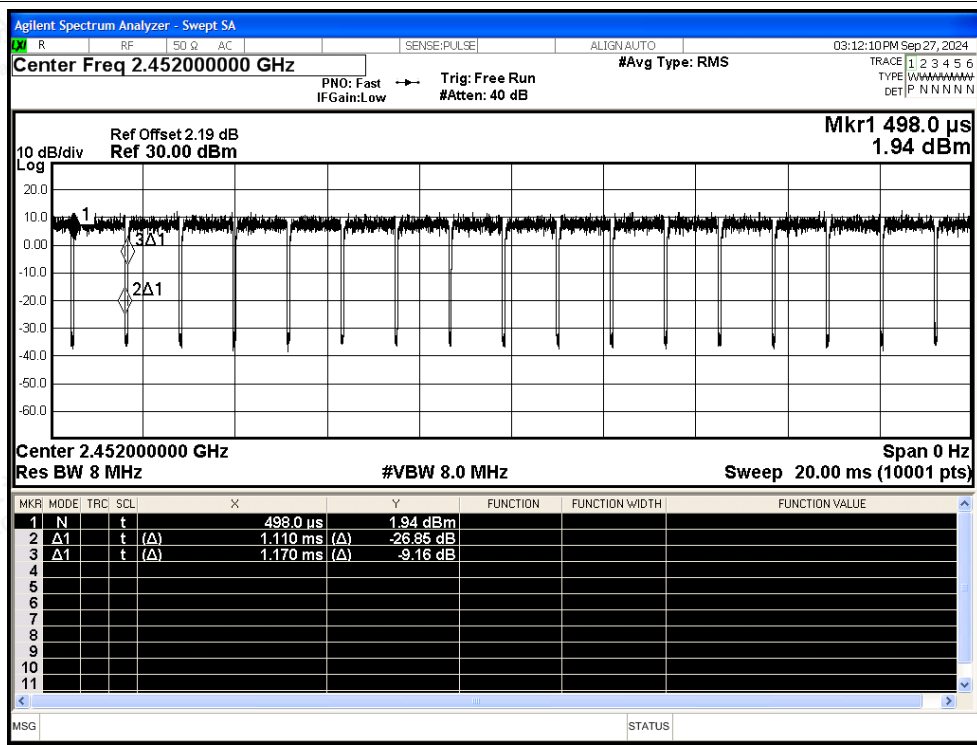 Agilent Spectrum Analyzer - Swept SA
LXI R RF 50 Ω AC SENSE:PULSE ALIGN AUTO 03:12:10 PM Sep 27, 2024
Center Freq 2.452000000 GHz #Avg Type: RMS TRACE 1 2 3 4 5 6
PNO: Fast Trig: Free Run TYPE WWWWWW
IFGain:Low #Atten: 40 dB DET P N N N N N
Mkr1 498.0 µs
Ref Offset 2.19 dB
10 dB/div Ref 30.00 dBm 1.94 dBm
Log
20.0
10.0 1
0.00 3Δ1
-10.0
-20.0 2Δ1
-30.0
-40.0
-50.0
-60.0
Center 2.452000000 GHz Span 0 Hz
Res BW 8 MHz #VBW 8.0 MHz Sweep 20.00 ms (10001 pts)
MKR MODE TRC SCL X Y FUNCTION FUNCTION WIDTH FUNCTION VALUE
1 N t 498.0 µs 1.94 dBm
2 Δ1 t (Δ) 1.110 ms (Δ) -26.85 dB
3 Δ1 t (Δ) 1.170 ms (Δ) -9.16 dB
4
5
6
7
8
9
10
11
MSG STATUS